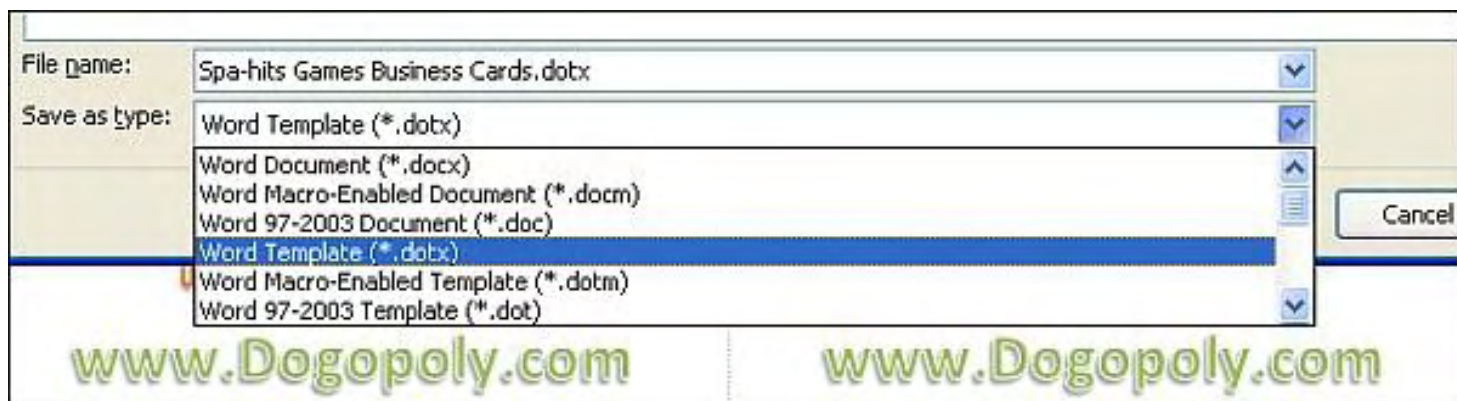 File name:
Spa-hits Games Business Cards.dotx
Save as type:
Word Template (*.dotx)
Word Document (*.docx)
Word Macro-Enabled Document (*.docm)
Word 97-2003 Document (*.doc)
Word Template (*.dotx)
Word Macro-Enabled Template (*.dotm)
Word 97-2003 Template (*.dot)
Cancel
www.Dogopoly.com www.Dogopoly.com